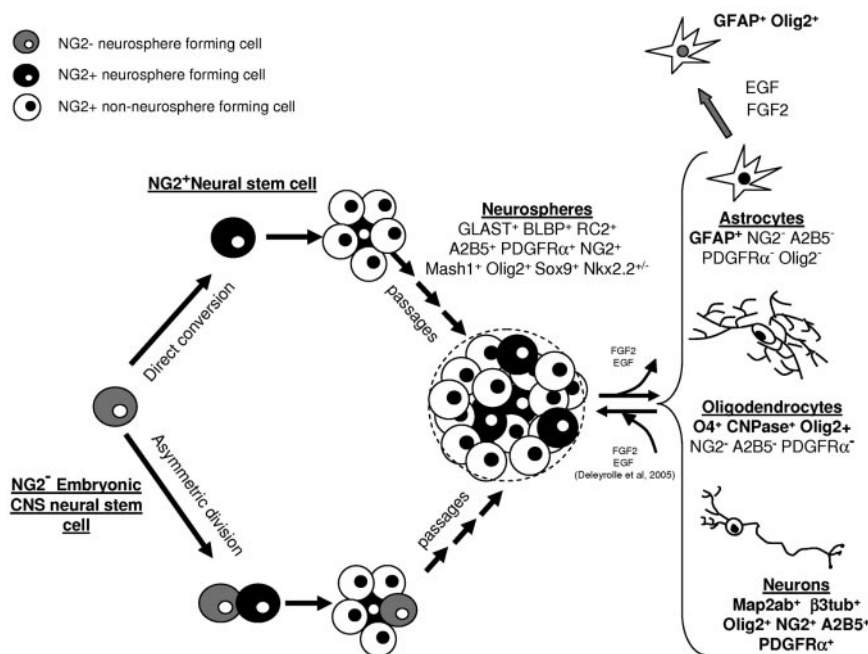 NG2- neurosphere forming cell
NG2+ neurosphere forming cell
NG2+ non-neurosphere forming cell
GFAP⁺ Olig2⁺
EGF
FGF2
NG2⁺Neural stem cell
Neurospheres
GLAST⁺ BLBP⁺ RC2⁺
A2B5⁺ PDGFRα⁺ NG2⁺
Mash1⁺ Olig2⁺ Sox9⁺ Nkx2.2⁺/⁻
Astrocytes
GFAP⁺ NG2⁻ A2B5⁻
PDGFRα⁻ Olig2⁻
Direct conversion
passages
FGF2
EGF
Oligodendrocytes
O4⁺ CNPase⁺ Olig2+
NG2⁻ A2B5⁻ PDGFRα⁻
FGF2
EGF
(Deleyrolle et al, 2005)
NG2⁻ Embryonic
CNS neural stem
cell
Asymmetric division
passages
Neurons
Map2ab⁺ β3tub⁺
Olig2⁺ NG2⁺ A2B5⁺
PDGFRα⁺